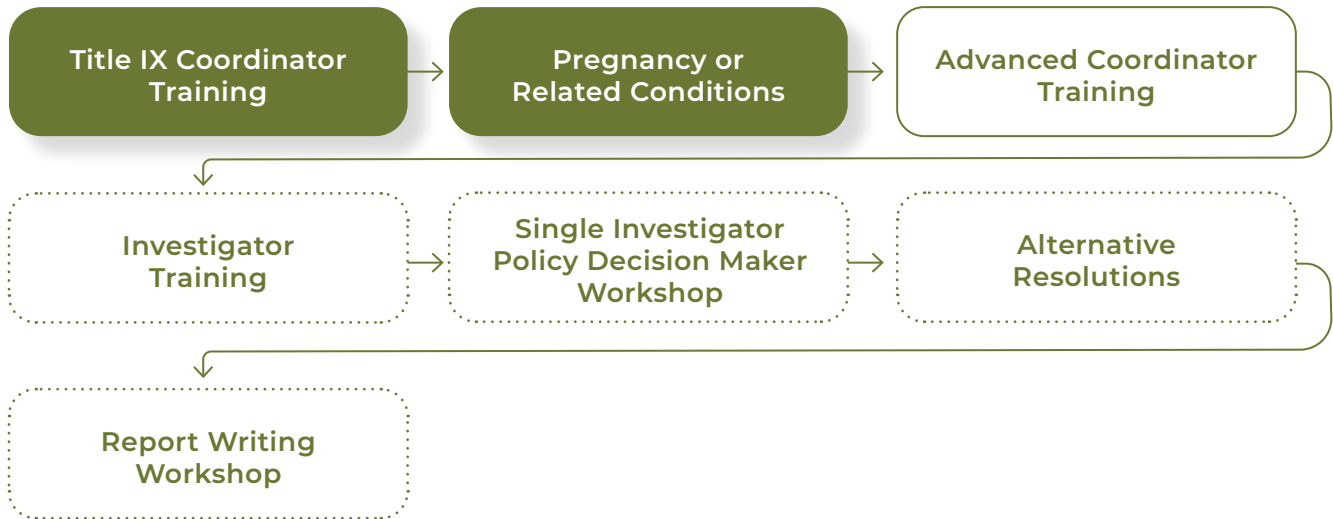 Title IX Coordinator
Training
Pregnancy or
Related Conditions
Advanced Coordinator
Training
Investigator
Training
Single Investigator
Policy Decision Maker
Workshop
Alternative
Resolutions
Report Writing
Workshop